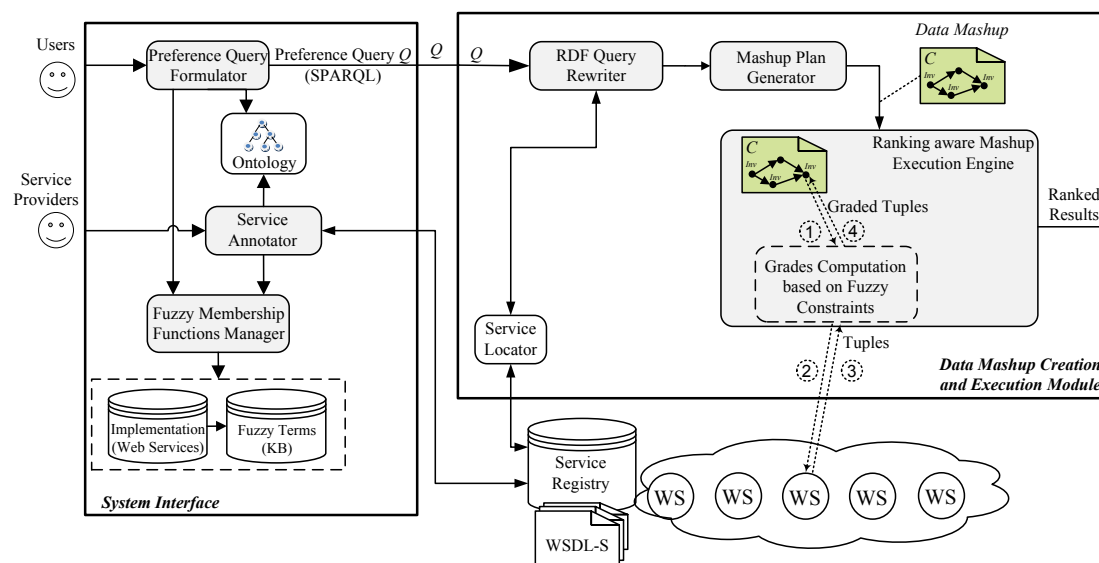 Users
Preference Query
Formulator
Preference Query Q
(SPARQL)
Q
Q
RDF Query
Rewriter
Mashup Plan
Generator
Data Mashup
C
Inv
Inv
Inv
Inv
Ontology
Service
Providers
Service
Annotator
Fuzzy Membership
Functions Manager
Implementation
(Web Services)
Fuzzy Terms
(KB)
System Interface
Ranking aware Mashup
Execution Engine
C
Inv
Inv
Inv
Inv
Graded Tuples
1
4
Grades Computation
based on Fuzzy
Constraints
Ranked
Results
Service
Locator
Tuples
2
3
Data Mashup Creation
and Execution Module
Service
Registry
WSDL-S
WS
WS
WS
WS
WS